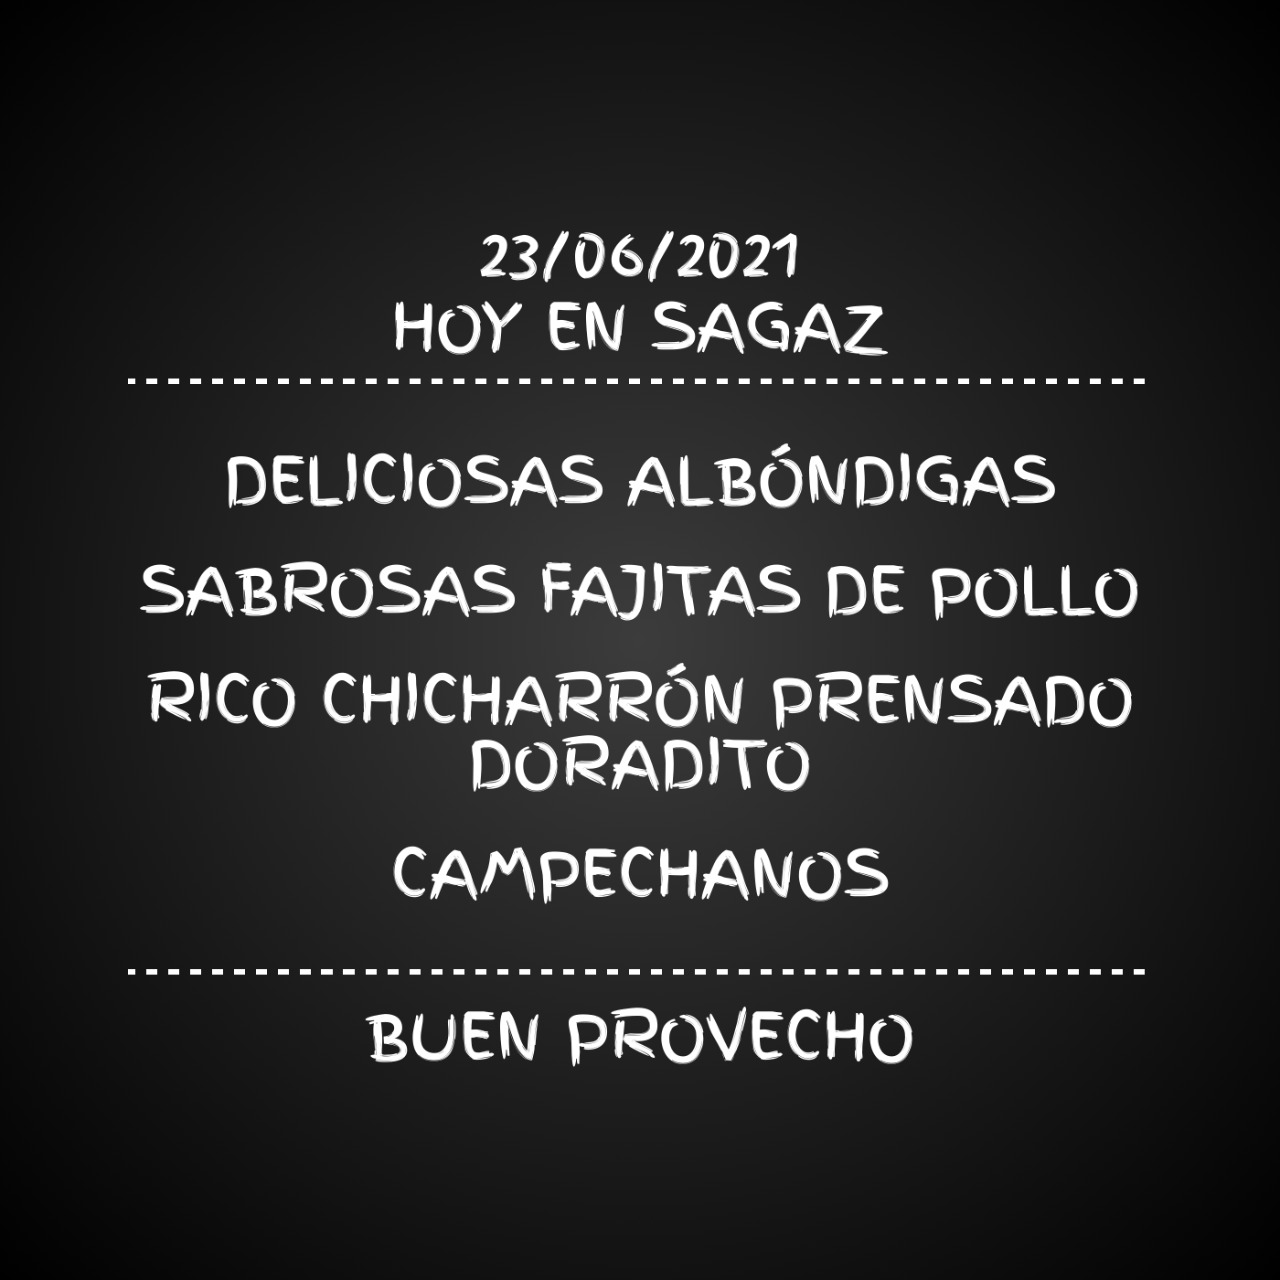 23/06/2021
HOY EN SAGAZ
DELICIOSAS ALBÓNDIGAS
SABROSAS FAJITAS DE POLLO
RICO CHICHARRÓN PRENSADO
DORADITO
CAMPECHANOS
BUEN PROVECHO